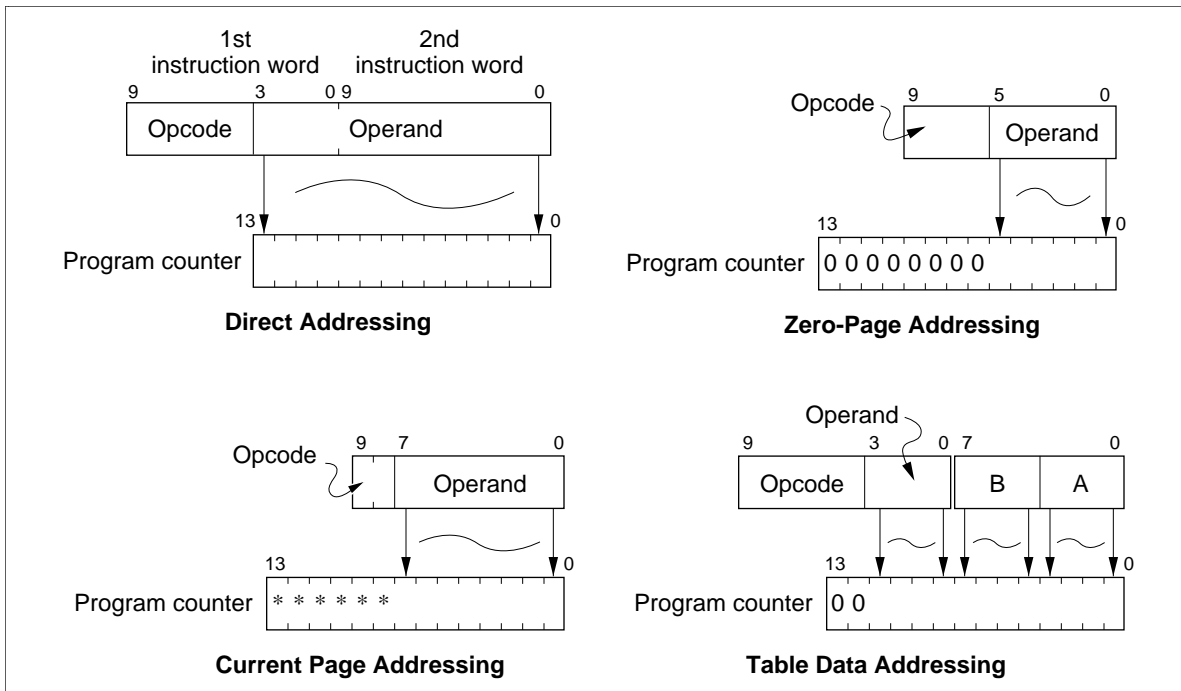 1st
instruction word
2nd
instruction word
9 3 0 9 0
Opcode Operand
13 0
Program counter
Direct Addressing
9 5 0
Opcode
Operand
13 0
Program counter 0 0 0 0 0 0 0 0
Zero-Page Addressing
9 7 0
Opcode
Operand
13 0
Program counter * * * * * *
Current Page Addressing
Operand
9 3 0 7 0
Opcode B A
13 0
Program counter 0 0
Table Data Addressing